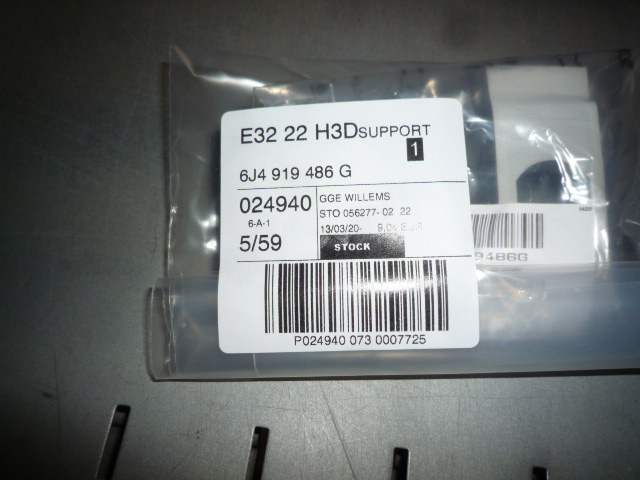 E32 22 H3DSUPPORT
1
6J4 919 486 G
024940
6-A-1
5/59
GGE WILLEMS
STO 056277- 02 22
13/03/20-
STOCK
P024940 073 0007725
9486G